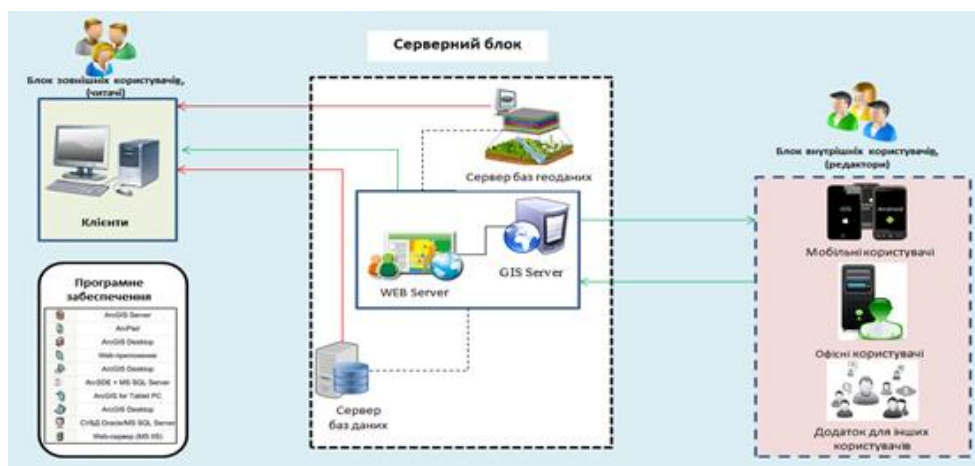 Серверний блок
Блок зовнішніх користувачів,
(читачі)
Клієнти
Програмне
забеспечення
ArcGIS Server
ArcPad
ArcGIS Desktop
Web-приложение
ArcGIS Desktop
ArcSDE + MS SQL Server
ArcGIS for Tablet PC
ArcGIS Desktop
СУБД Oracle/MS SQL Server
Web-сервер (MS IIS)
Сервер баз геоданих
WEB Server
GIS Server
Сервер
баз даних
Блок внутрішніх користувачів,
(редактори)
iOS
Android
Мобільні користувачі
Офісні користувачі
Додаток для інших
користувачів